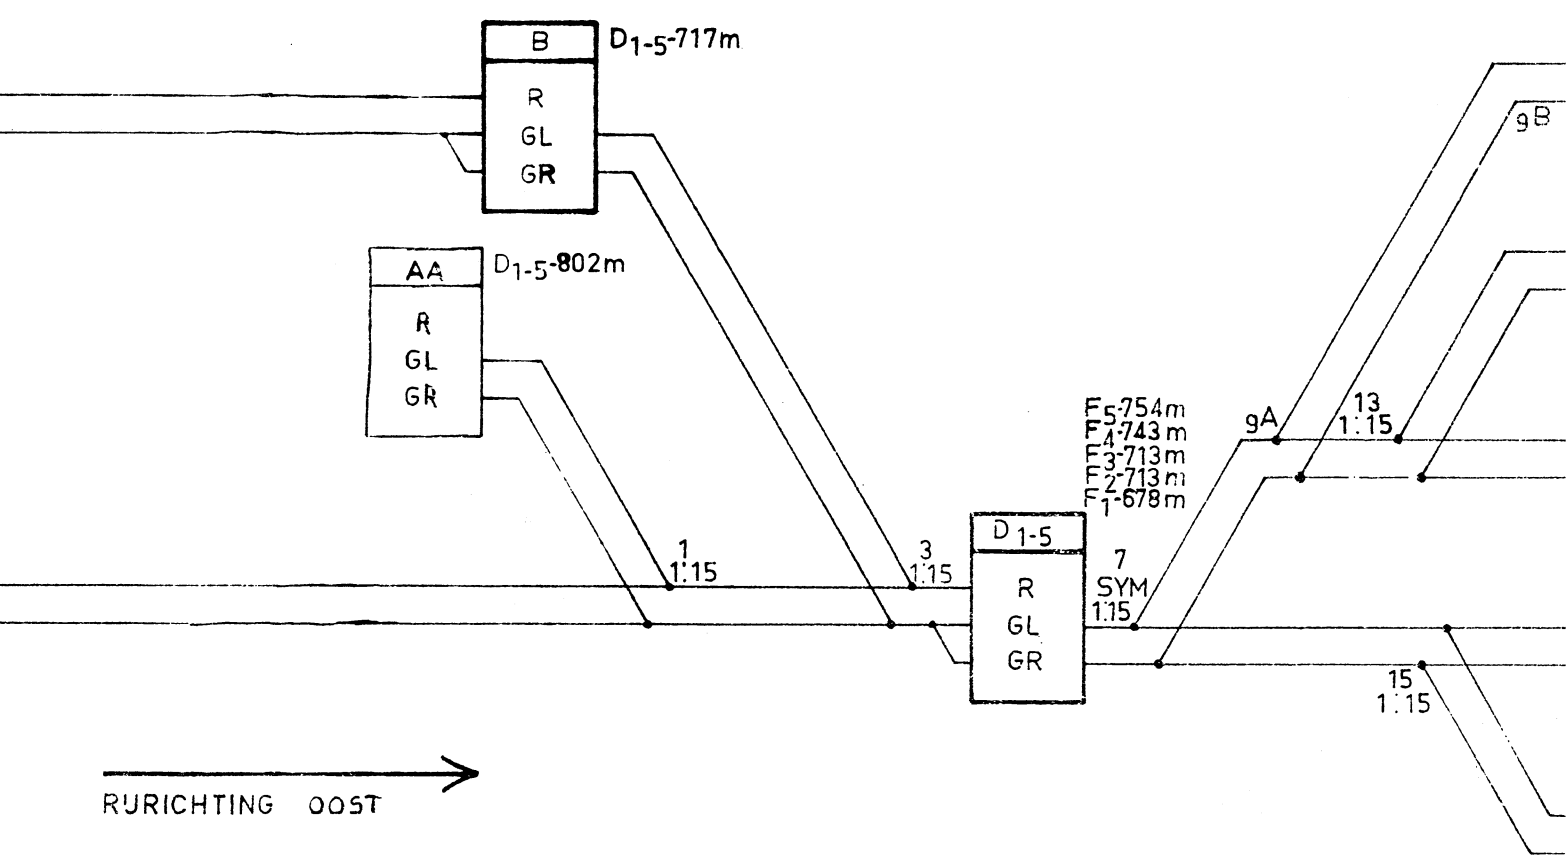 B
D1-5-717m
R
GL
GR
9B
AA
D1-5-802m
R
GL
GR
F5-754m
F4-743m
F3-713m
F2-713m
F1-678m
9A
13
1:15
1
1:15
3
1:15
D1-5
R
GL
GR
7
SYM
1:15
15
1:15
RIJRICHTING OOST